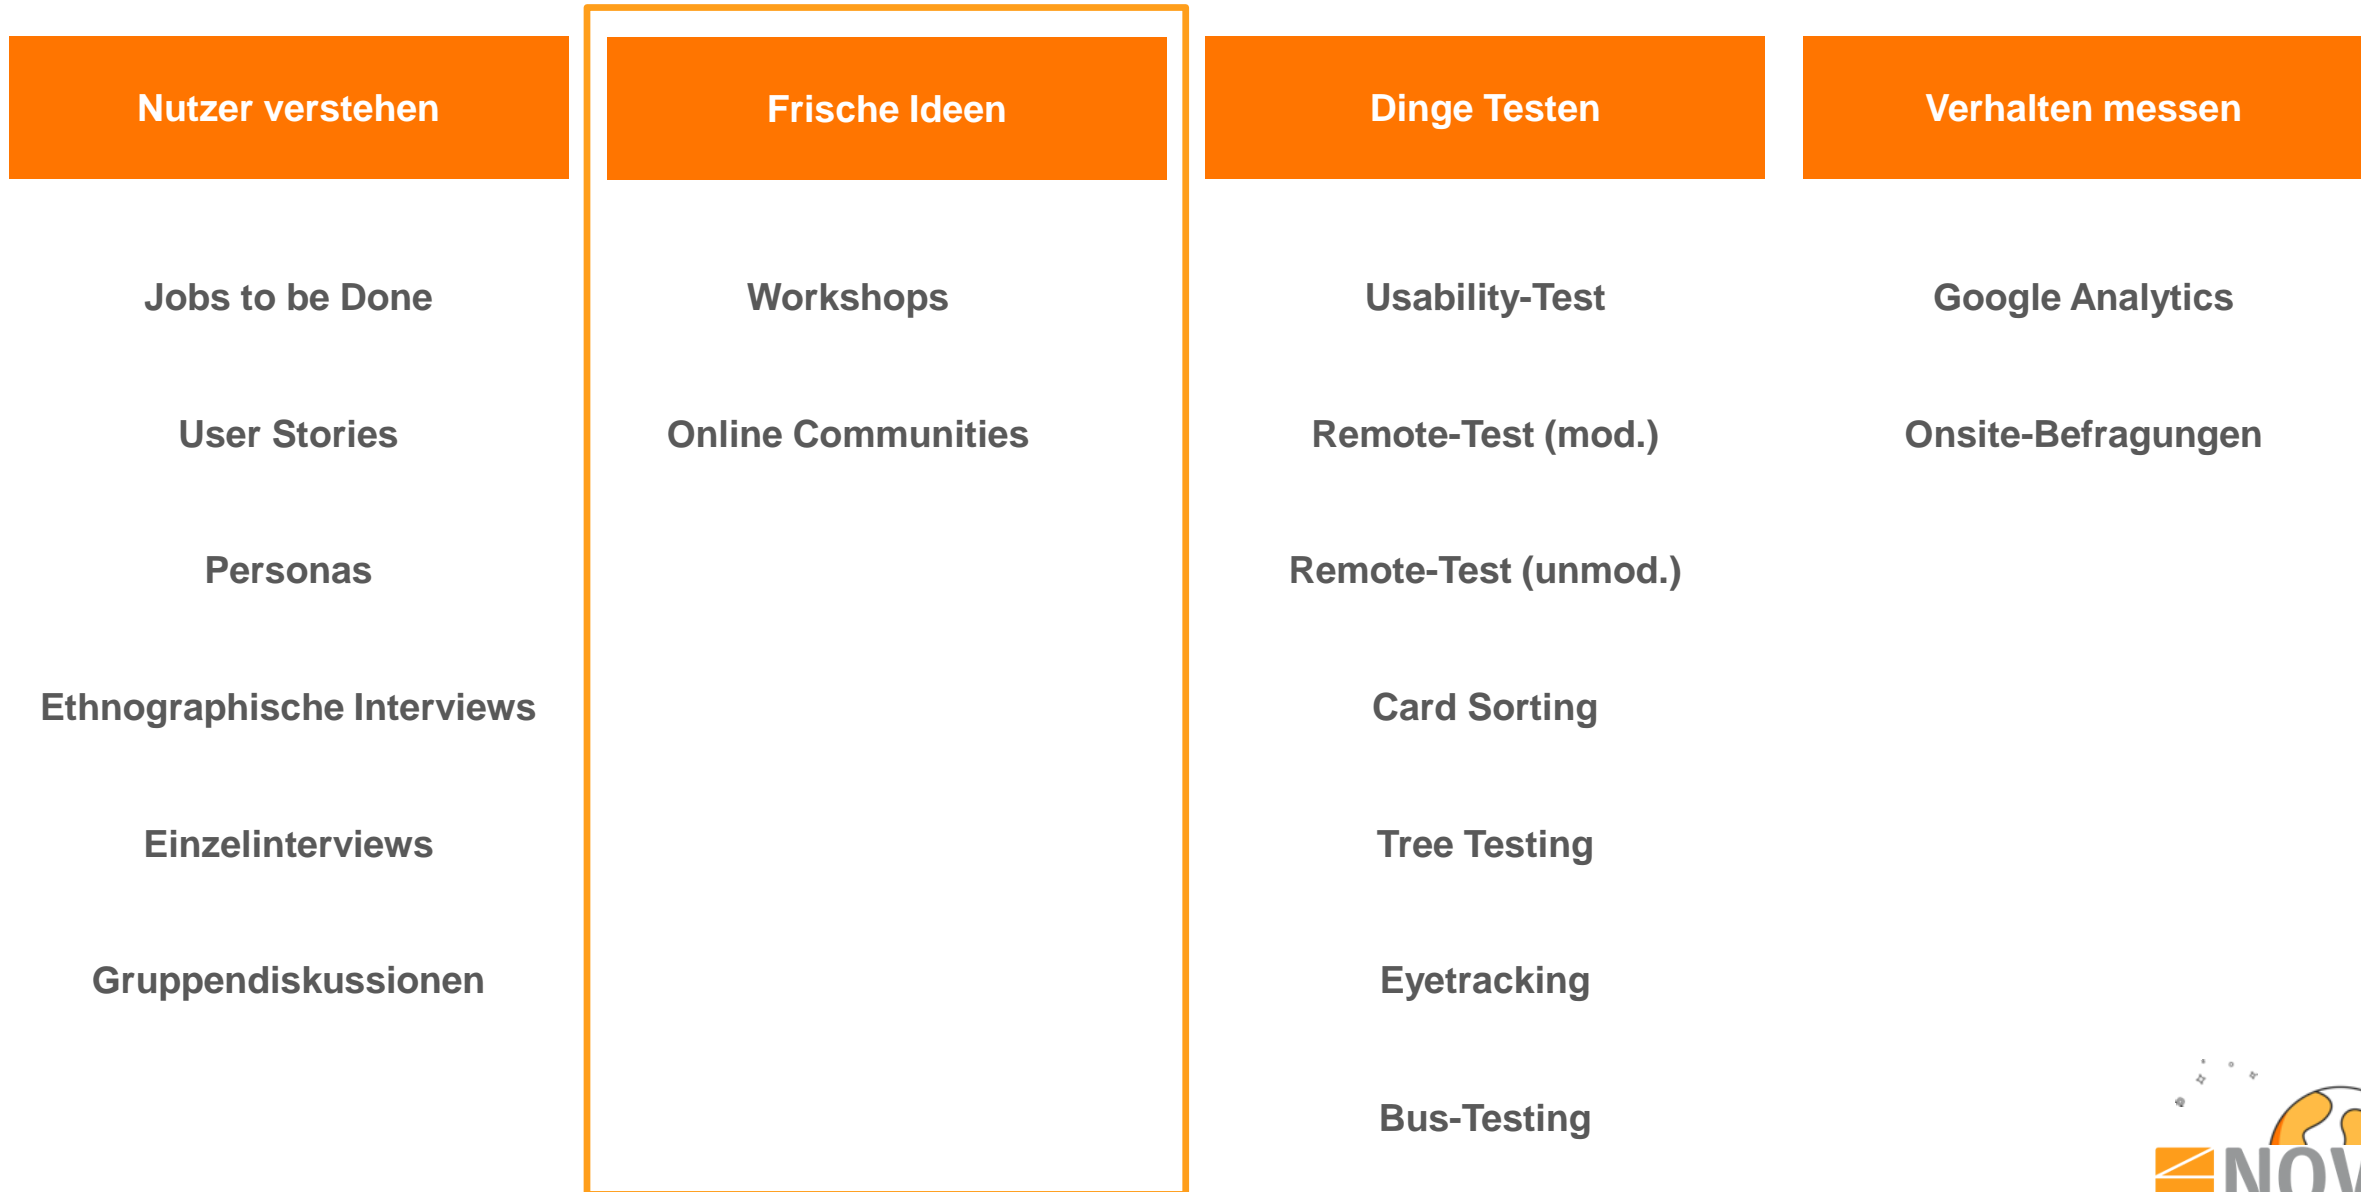 Nutzer verstehen
Frische Ideen
Dinge Testen
Verhalten messen
Jobs to be Done
Workshops
Usability-Test
Google Analytics
User Stories
Online Communities
Remote-Test (mod.)
Onsite-Befragungen
Personas
Remote-Test (unmod.)
Ethnographische Interviews
Card Sorting
Einzelinterviews
Tree Testing
Gruppendiskussionen
Eyetracking
Bus-Testing